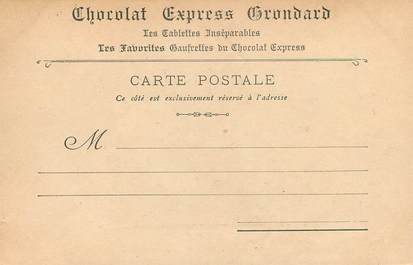 Chocolat Express Grondard
Les Tablettes Inséparables
Les Favorites Gaufrettes du Chocolat Express
CARTE POSTALE
Ce côté est exclusivement réservé à l'adresse
M